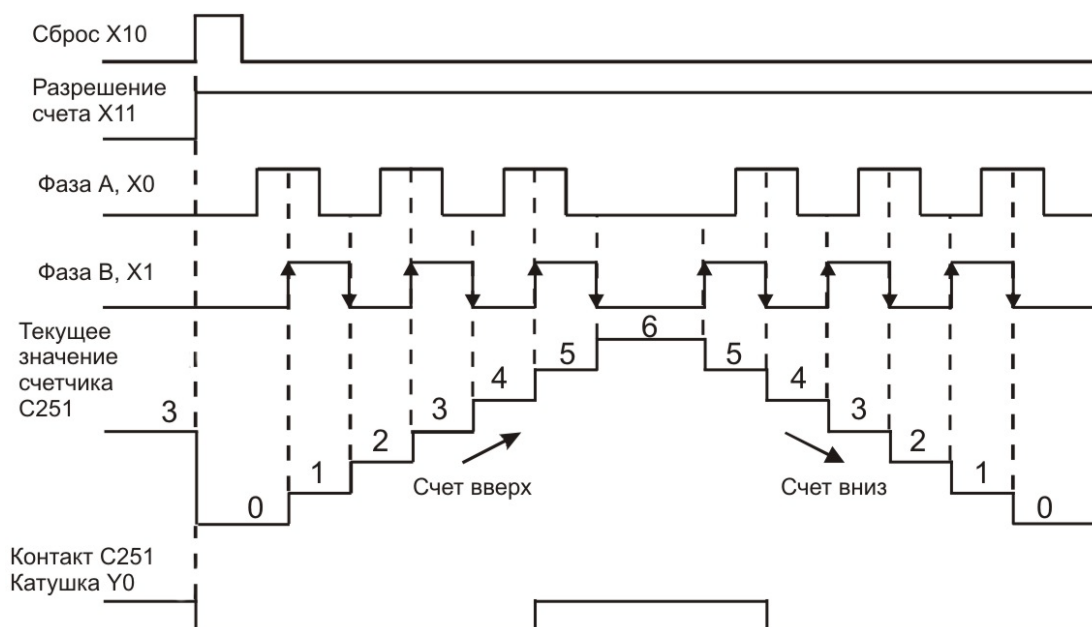 Сброс X10
Разрешение
счета X11
Фаза А, X0
Фаза В, X1
Текущее
значение
счетчика
C251
3
0
1
2
3
4
5
6
5
4
3
2
1
0
Счет вверх
Счет вниз
Контакт C251
Катушка Y0